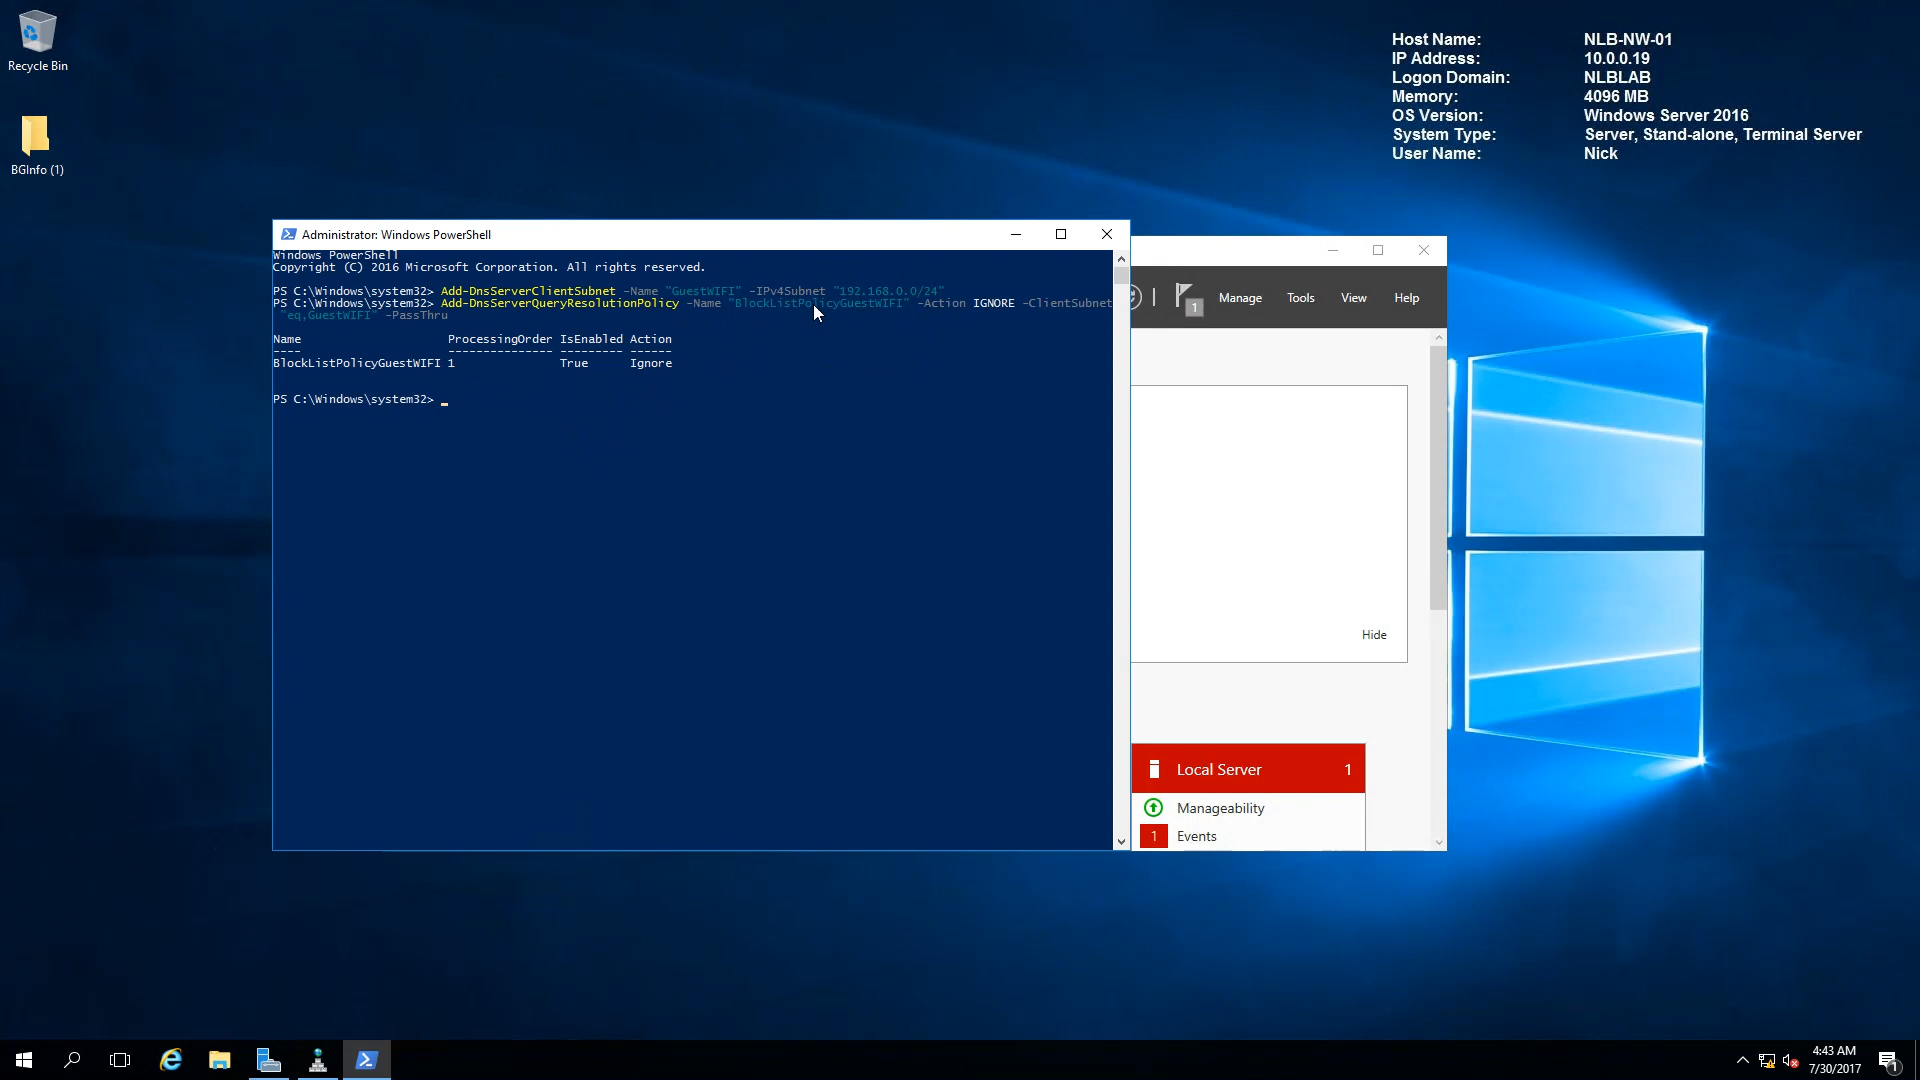 Recycle Bin
BGInfo (1)
Host Name: NLB-NW-01
IP Address: 10.0.0.19
Logon Domain: NLBLAB
Memory: 4096 MB
OS Version: Windows Server 2016
System Type: Server, Stand-alone, Terminal Server
User Name: Nick
Administrator: Windows PowerShell
Windows PowerShell
Copyright (C) 2016 Microsoft Corporation. All rights reserved.
PS C:\Windows\system32> Add-DnsServerClientSubnet -Name "GuestWIFI" -IPv4Subnet "192.168.0.0/24"
PS C:\Windows\system32> Add-DnsServerQueryResolutionPolicy -Name "BlockListPolicyGuestWIFI" -Action IGNORE -ClientSubnet
"eq,GuestWIFI" -PassThru
Name ProcessingOrder IsEnabled Action
---- --------------- --------- ------
BlockListPolicyGuestWIFI 1 True Ignore
PS C:\Windows\system32> _
1 Manage Tools View Help
Hide
Local Server 1
Manageability
1 Events
4:43 AM
7/30/2017
1